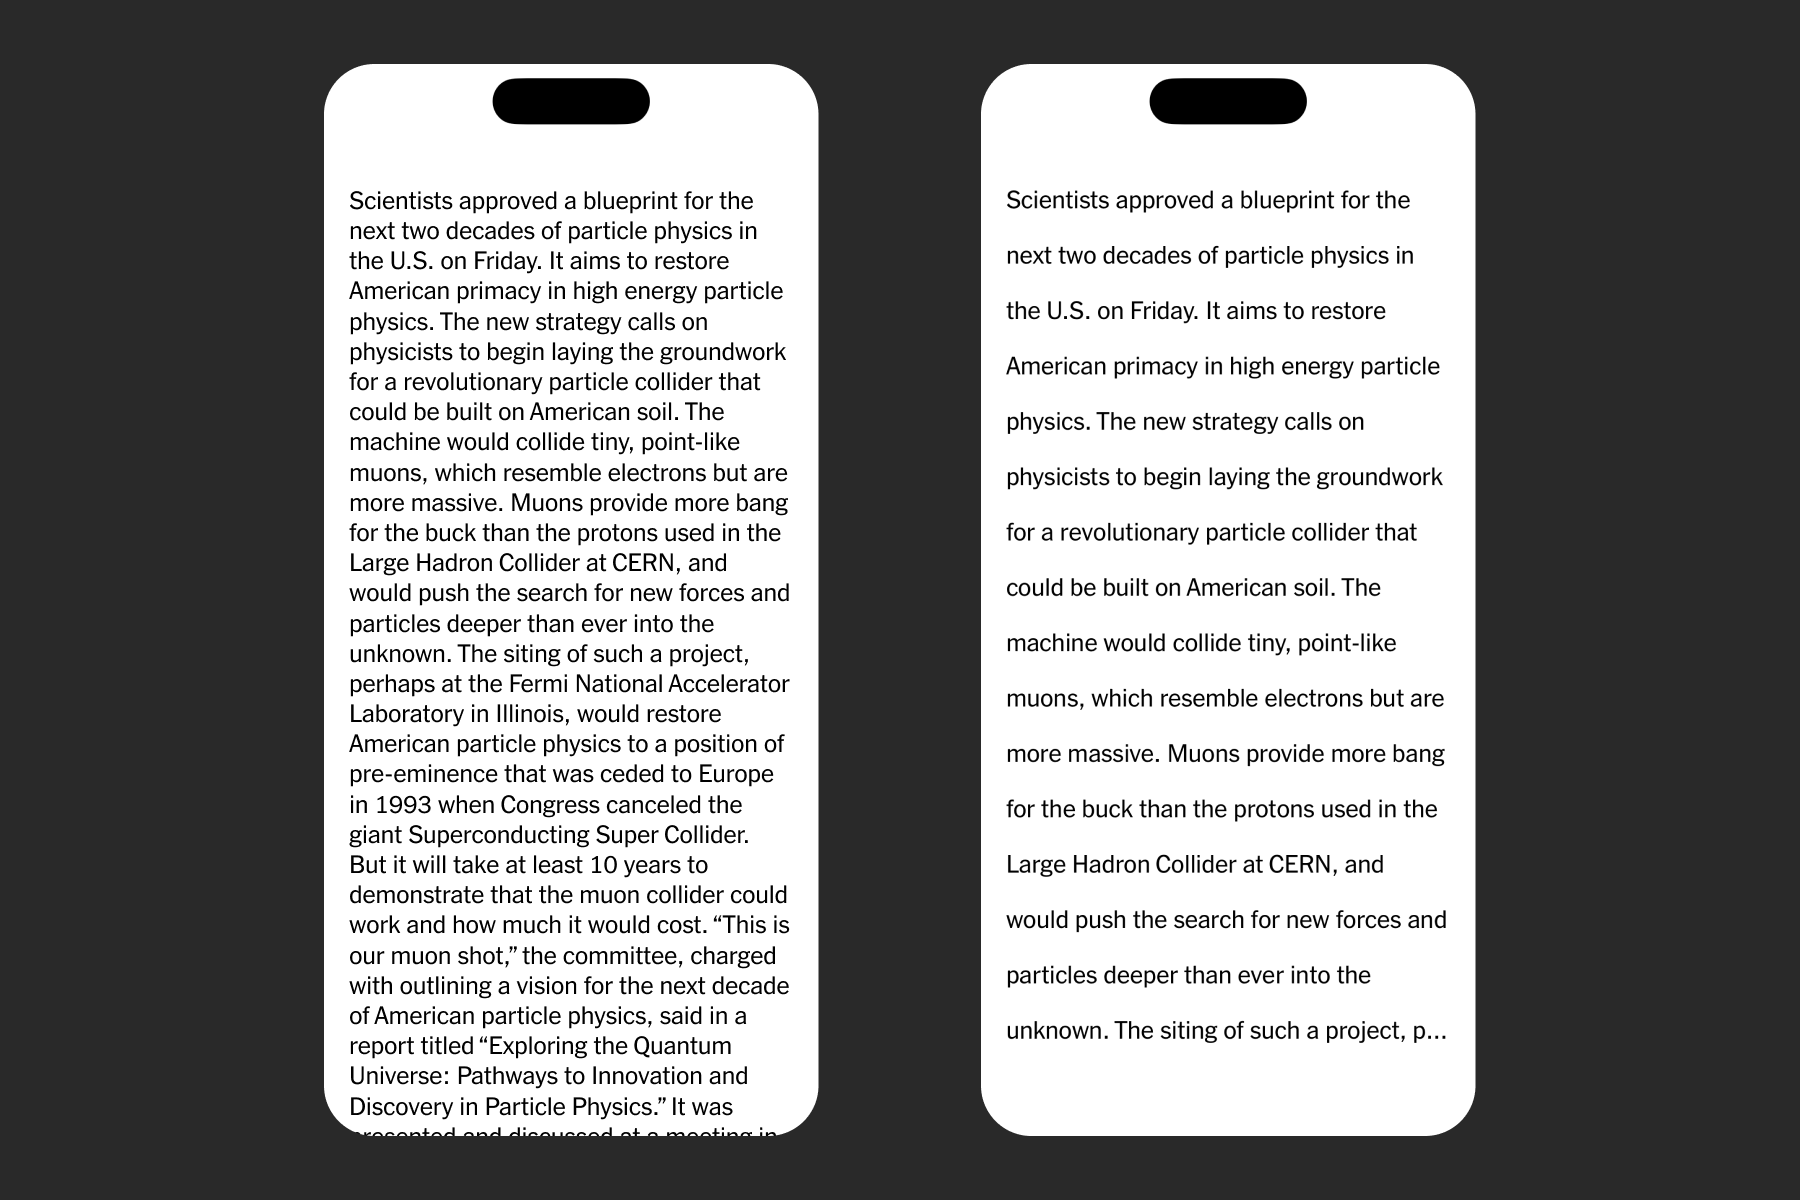 Scientists approved a blueprint for the
next two decades of particle physics in
the U.S. on Friday. It aims to restore
American primacy in high energy particle
physics. The new strategy calls on
physicists to begin laying the groundwork
for a revolutionary particle collider that
could be built on American soil. The
machine would collide tiny, point-like
muons, which resemble electrons but are
more massive. Muons provide more bang
for the buck than the protons used in the
Large Hadron Collider at CERN, and
would push the search for new forces and
particles deeper than ever into the
unknown. The siting of such a project,
perhaps at the Fermi National Accelerator
Laboratory in Illinois, would restore
American particle physics to a position of
pre-eminence that was ceded to Europe
in 1993 when Congress canceled the
giant Superconducting Super Collider.
But it will take at least 10 years to
demonstrate that the muon collider could
work and how much it would cost. “This is
our muon shot,” the committee, charged
with outlining a vision for the next decade
of American particle physics, said in a
report titled “Exploring the Quantum
Universe: Pathways to Innovation and
Discovery in Particle Physics.” It was
presented and discussed at a meeting in
Scientists approved a blueprint for the
next two decades of particle physics in
the U.S. on Friday. It aims to restore
American primacy in high energy particle
physics. The new strategy calls on
physicists to begin laying the groundwork
for a revolutionary particle collider that
could be built on American soil. The
machine would collide tiny, point-like
muons, which resemble electrons but are
more massive. Muons provide more bang
for the buck than the protons used in the
Large Hadron Collider at CERN, and
would push the search for new forces and
particles deeper than ever into the
unknown. The siting of such a project, p...